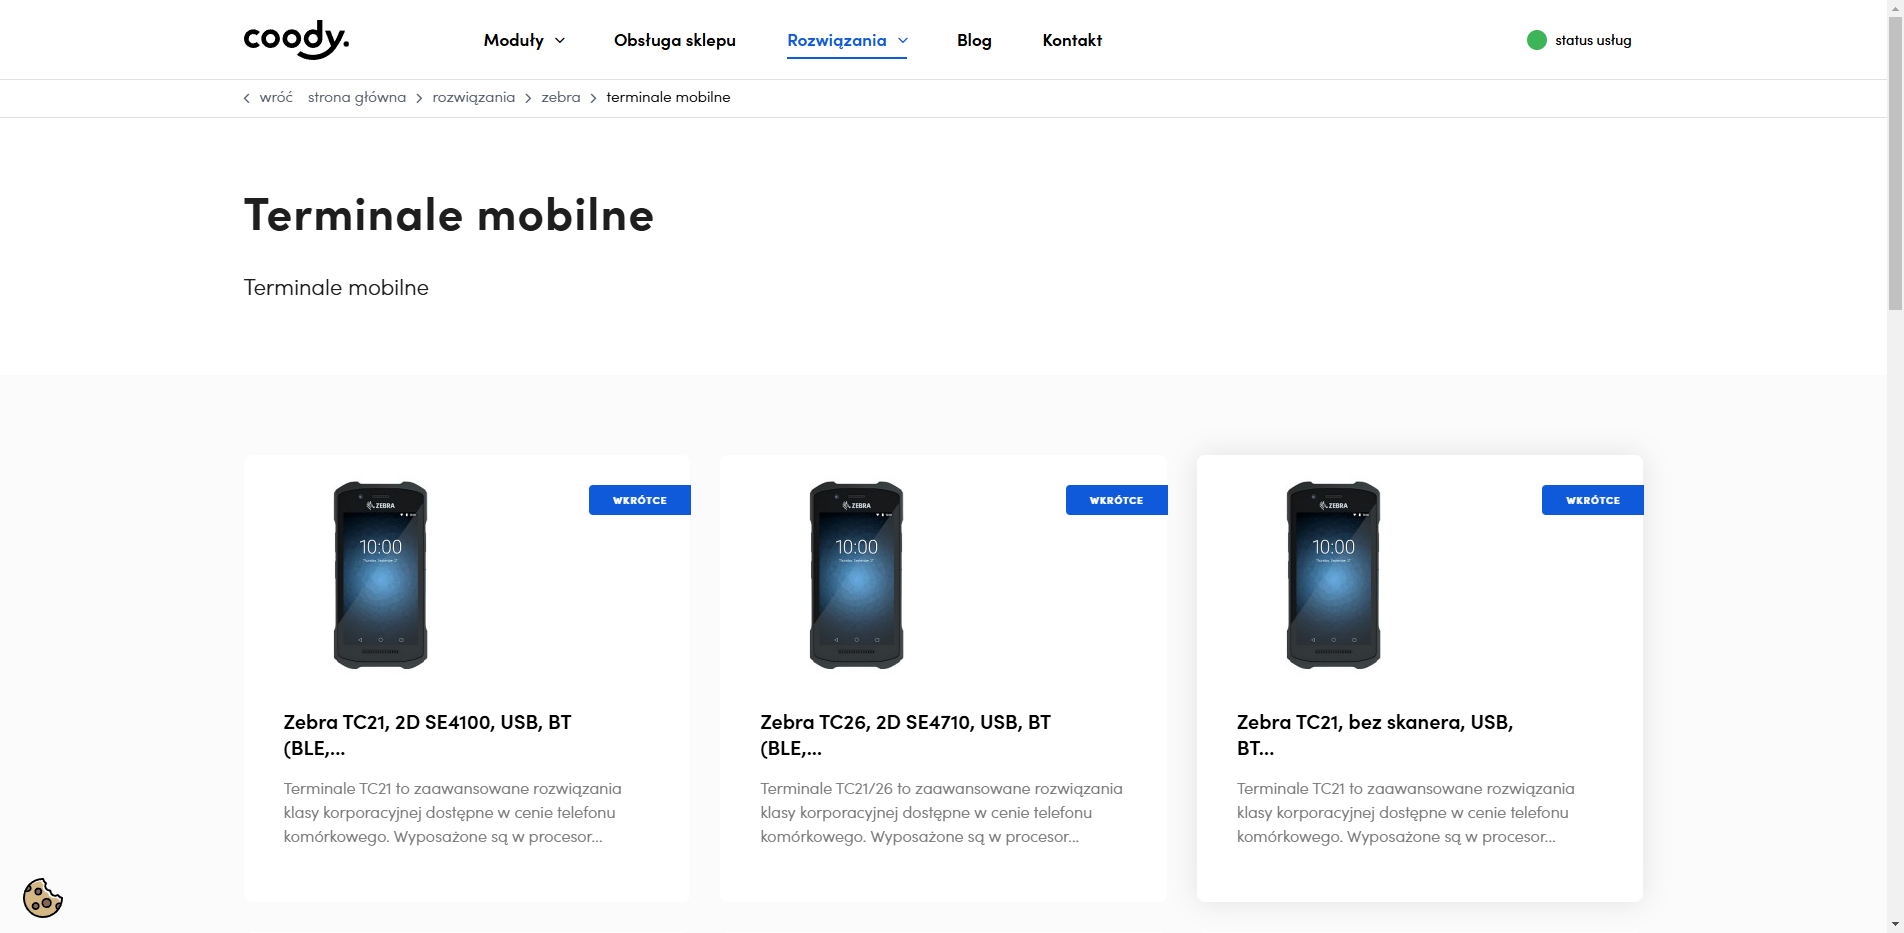 coody.
Moduły
Obsługa sklepu
Rozwiązania
Blog
Kontakt
status usług
wróć
strona główna
rozwiązania
zebra
terminale mobilne
Terminale mobilne
Terminale mobilne
ZEBRA
10:00
WKRÓTCE
Zebra TC21, 2D SE4100, USB, BT
(BLE,...
Terminale TC21 to zaawansowane rozwiązania
klasy korporacyjnej dostępne w cenie telefonu
komórkowego. Wyposażone są w procesor...
ZEBRA
10:00
WKRÓTCE
Zebra TC26, 2D SE4710, USB, BT
(BLE,...
Terminale TC21/26 to zaawansowane rozwiązania
klasy korporacyjnej dostępne w cenie telefonu
komórkowego. Wyposażone są w procesor...
ZEBRA
10:00
WKRÓTCE
Zebra TC21, bez skanera, USB,
BT...
Terminale TC21 to zaawansowane rozwiązania
klasy korporacyjnej dostępne w cenie telefonu
komórkowego. Wyposażone są w procesor...